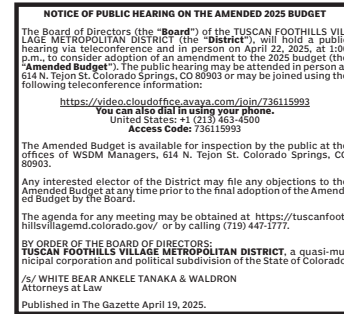 NOTICE OF PUBLIC HEARING ON THE AMENDED 2025 BUDGET
The Board of Directors (the "Board") of the TUSCAN FOOTHILLS VIL
LAGE METROPOLITAN DISTRICT (the "District"), will hold a public
hearing via teleconference and in person on April 22, 2025, at 1:00
p.m., to consider adoption of an amendment to the 2025 budget (the
"Amended Budget"). The public hearing may be attended in person a
614 N. Tejon St. Colorado Springs, CO 80903 or may be joined using the
following teleconference information:
https://video.cloudoffice.avaya.com/join/736115993
You can also dial in using your phone.
United States: +1 (213) 463-4500
Access Code: 736115993
The Amended Budget is available for inspection by the public at the
offices of WSDM Managers, 614 N. Tejon St. Colorado Springs, CO
80903.
Any interested elector of the District may file any objections to the
Amended Budget at any time prior to the final adoption of the Amend
ed Budget by the Board.
The agenda for any meeting may be obtained at https://tuscanfoot
hillsvillagemd.colorado.gov/ or by calling (719) 447-1777.
BY ORDER OF THE BOARD OF DIRECTORS:
TUSCAN FOOTHILLS VILLAGE METROPOLITAN DISTRICT, a quasi-mu
nicipal corporation and political subdivision of the State of Colorado
/s/ WHITE BEAR ANKELE TANAKA & WALDRON
Attorneys at Law
Published in The Gazette April 19, 2025.